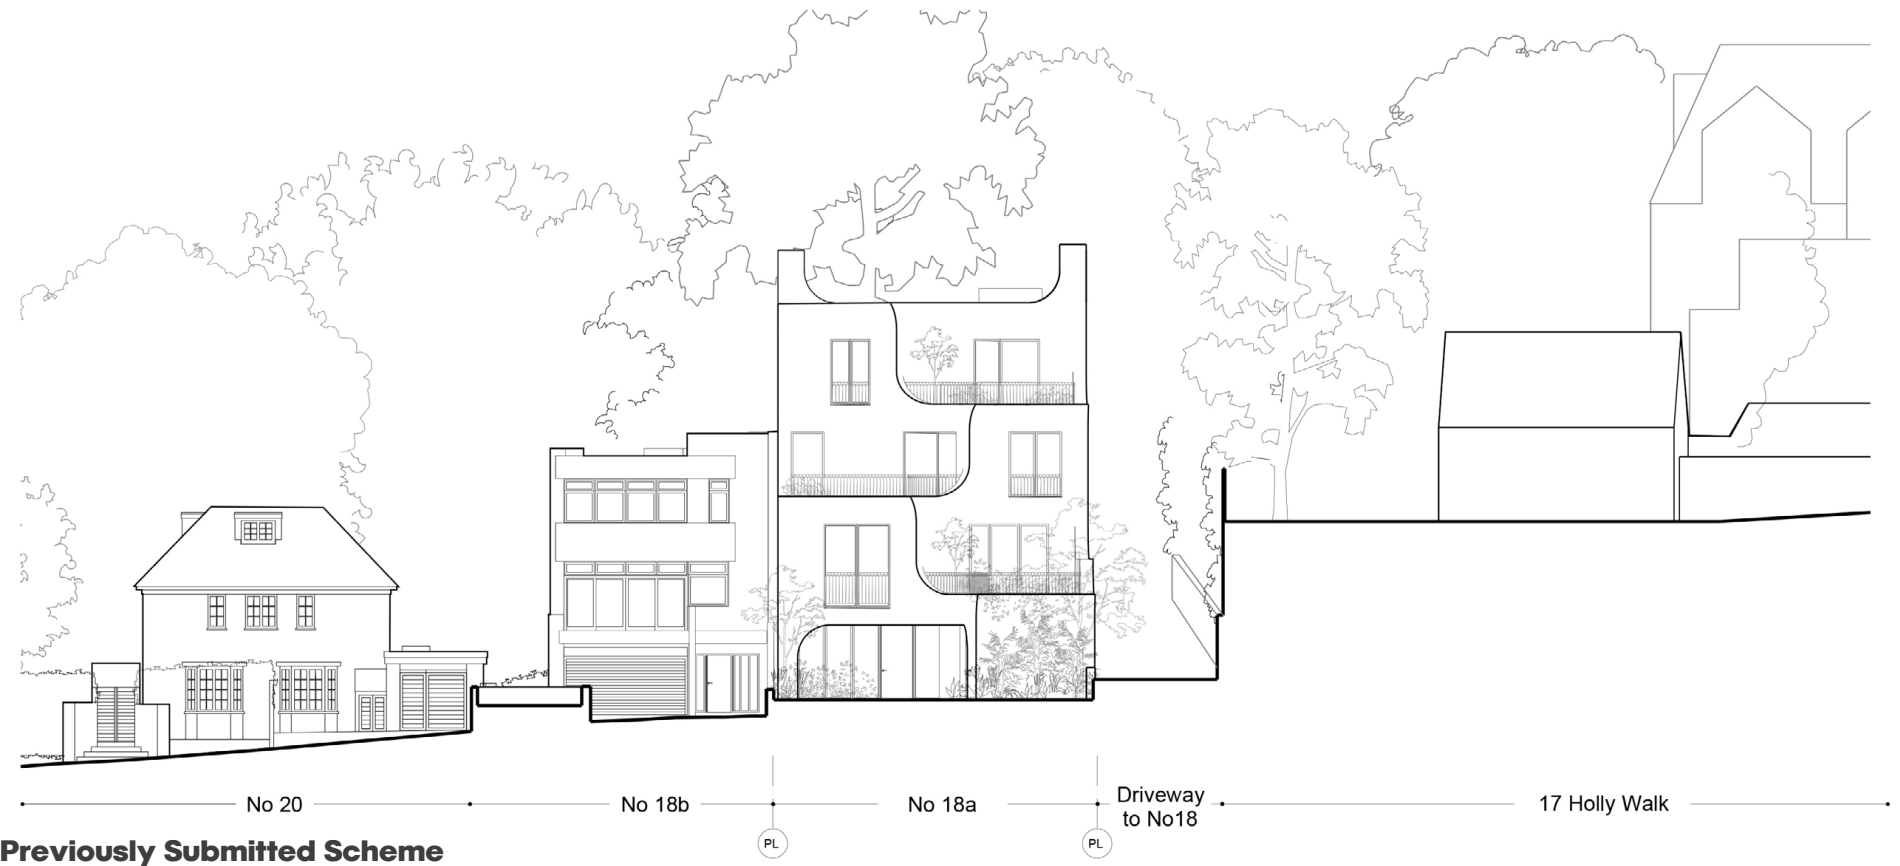 No 20
No 18b
No 18a
Driveway
to No18
17 Holly Walk
PL
PL
Previously Submitted Scheme